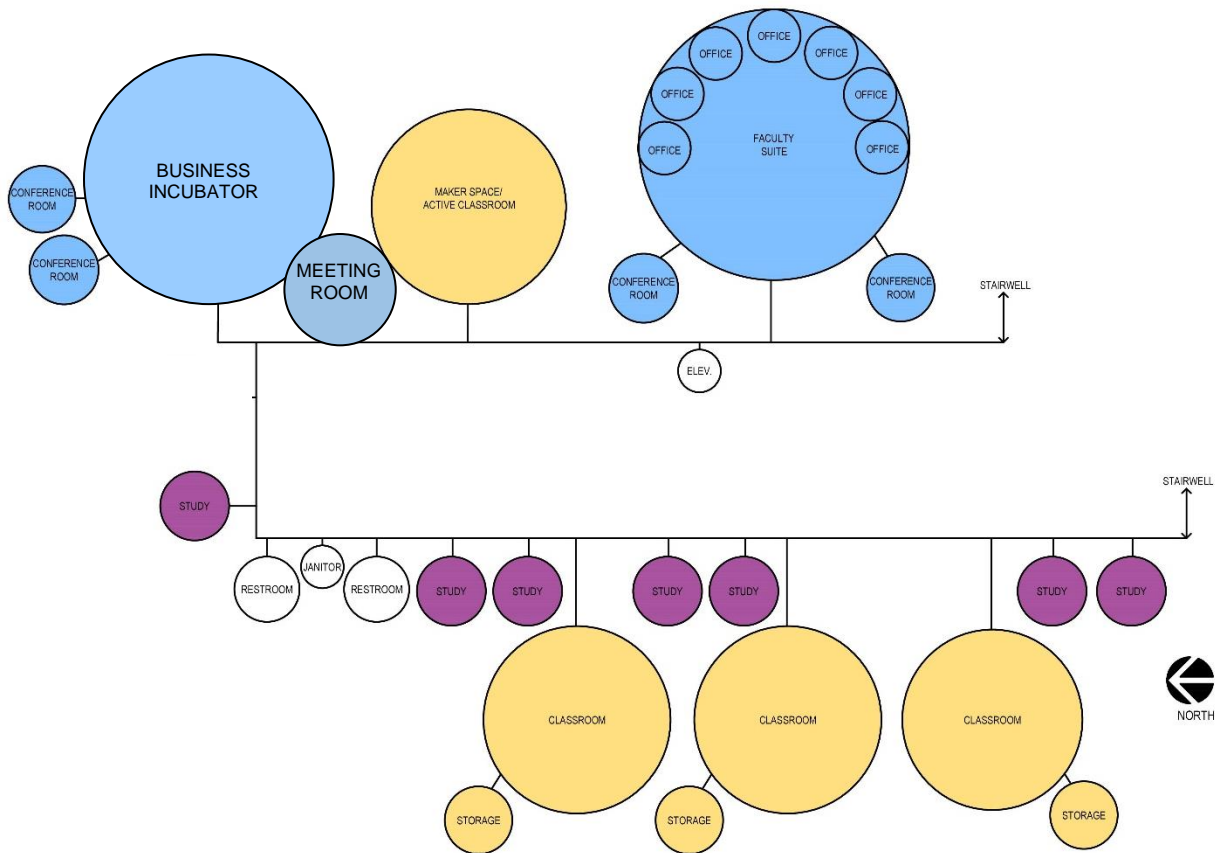 OFFICE
OFFICE
OFFICE
OFFICE
OFFICE
OFFICE
OFFICE
FACULTY
SUITE
BUSINESS
INCUBATOR
CONFERENCE
ROOM
CONFERENCE
ROOM
MAKER SPACE/
ACTIVE CLASSROOM
MEETING
ROOM
CONFERENCE
ROOM
CONFERENCE
ROOM
STAIRWELL
ELEV.
STUDY
STAIRWELL
RESTROOM
JANITOR
RESTROOM
STUDY
STUDY
STUDY
STUDY
STUDY
STUDY
CLASSROOM
CLASSROOM
CLASSROOM
NORTH
STORAGE
STORAGE
STORAGE